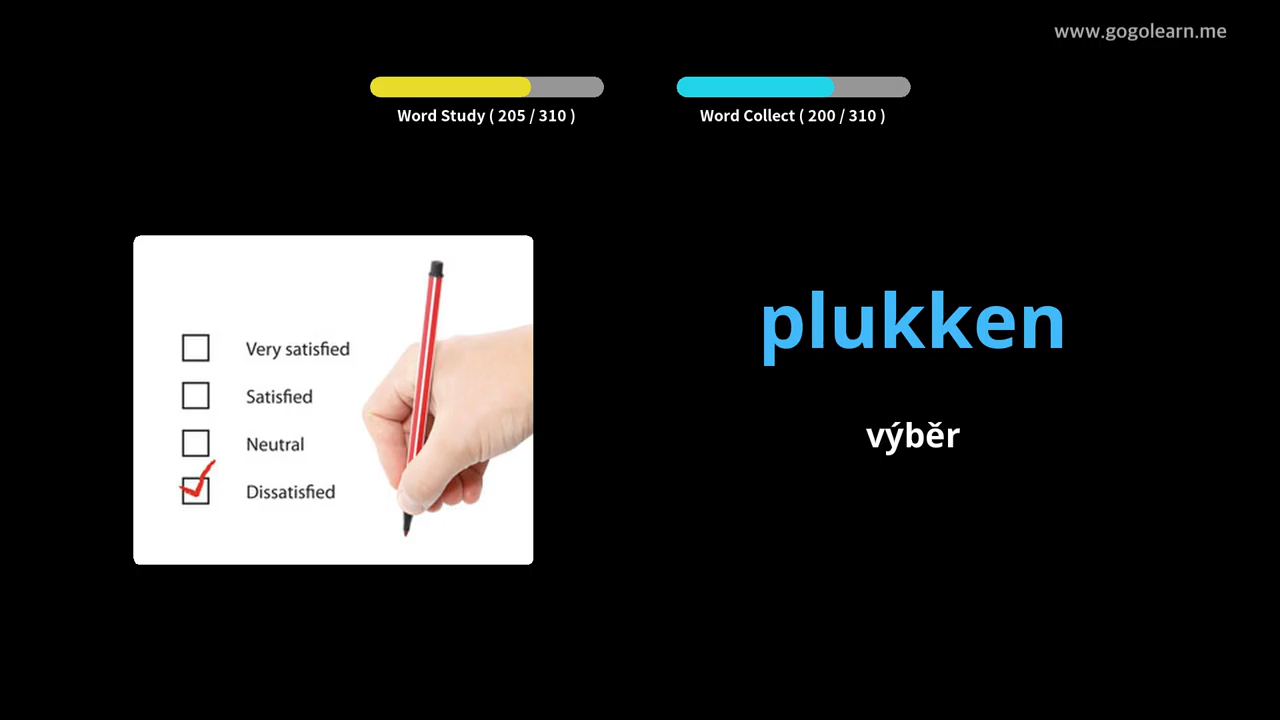 www.gogolearn.me
Word Study ( 205 / 310 )
Word Collect ( 200 / 310 )
Very satisfied
Satisfied
Neutral
Dissatisfied
plukken
výběr